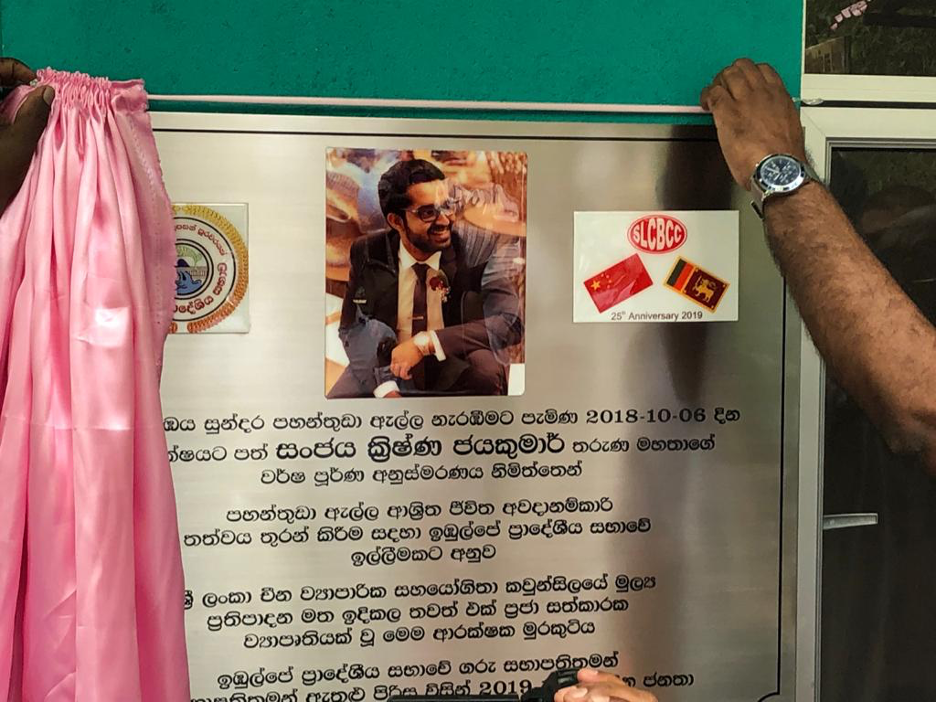 SLCBCC
25th Anniversary 2019
සුන්දර පහන්තුඩා ඇල්ල නැරඹීමට පැමිණ 2018-10-06 දින
පත් සංජය ක්‍රිෂ්ණ ජයකුමාර් තරුණ මහතාගේ
වර්ෂ පූර්ණ අනුස්මරණය නිමිත්තෙන්
පහන්තුඩා ඇල්ල ආශ්‍රිත ජීවිත අවදානම්කාරි
තත්වය තුරන් කිරීම සඳහා ඉඹුල්පේ ප්‍රාදේශීය සභාවේ
ඉල්ලීමකට අනුව
ලංකා චීන ව්‍යාපාරික සහයෝගිතා කවුන්සිලයේ මුල්‍ය
ප්‍රතිපාදන මත ඉදිකල තවත් එක් ප්‍රජා සත්කාරක
ව්‍යාපෘතියක් වූ මෙම ආරක්ෂක මුරකුටිය
ඉඹුල්පේ ප්‍රාදේශීය සභාවේ ගරු සභාපතිතුමන්
ඇතුළු පිරිස විසින් 2019 ජනතා